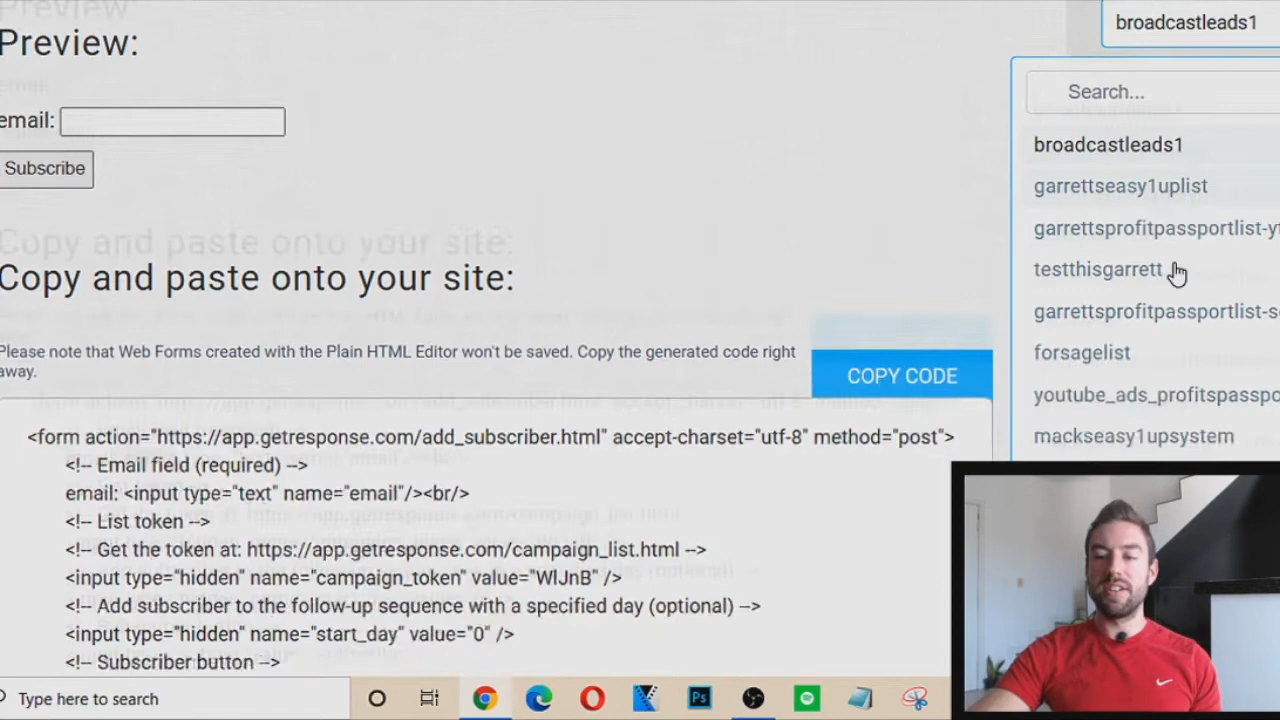 Preview:
email:
Subscribe
Copy and paste onto your site:
Please note that Web Forms created with the Plain HTML Editor won't be saved. Copy the generated code right
away.
COPY CODE
<form action="https://app.getresponse.com/add_subscriber.html" accept-charset="utf-8" method="post">
<!-- Email field (required) -->
email: <input type="text" name="email"/><br/>
<!-- List token -->
<!-- Get the token at: https://app.getresponse.com/campaign_list.html -->
<input type="hidden" name="campaign_token" value="WlJnB" />
<!-- Add subscriber to the follow-up sequence with a specified day (optional) -->
<input type="hidden" name="start_day" value="0" />
<!-- Subscriber button -->
broadcastleads1
Search...
broadcastleads1
garrettseasy1uplist
garrettsprofitpassportlist-yt
testthisgarrett
garrettsprofitpassportlist-s
forsagelist
youtube_ads_profitspasspo
mackseasy1upsystem
Type here to search
Ps